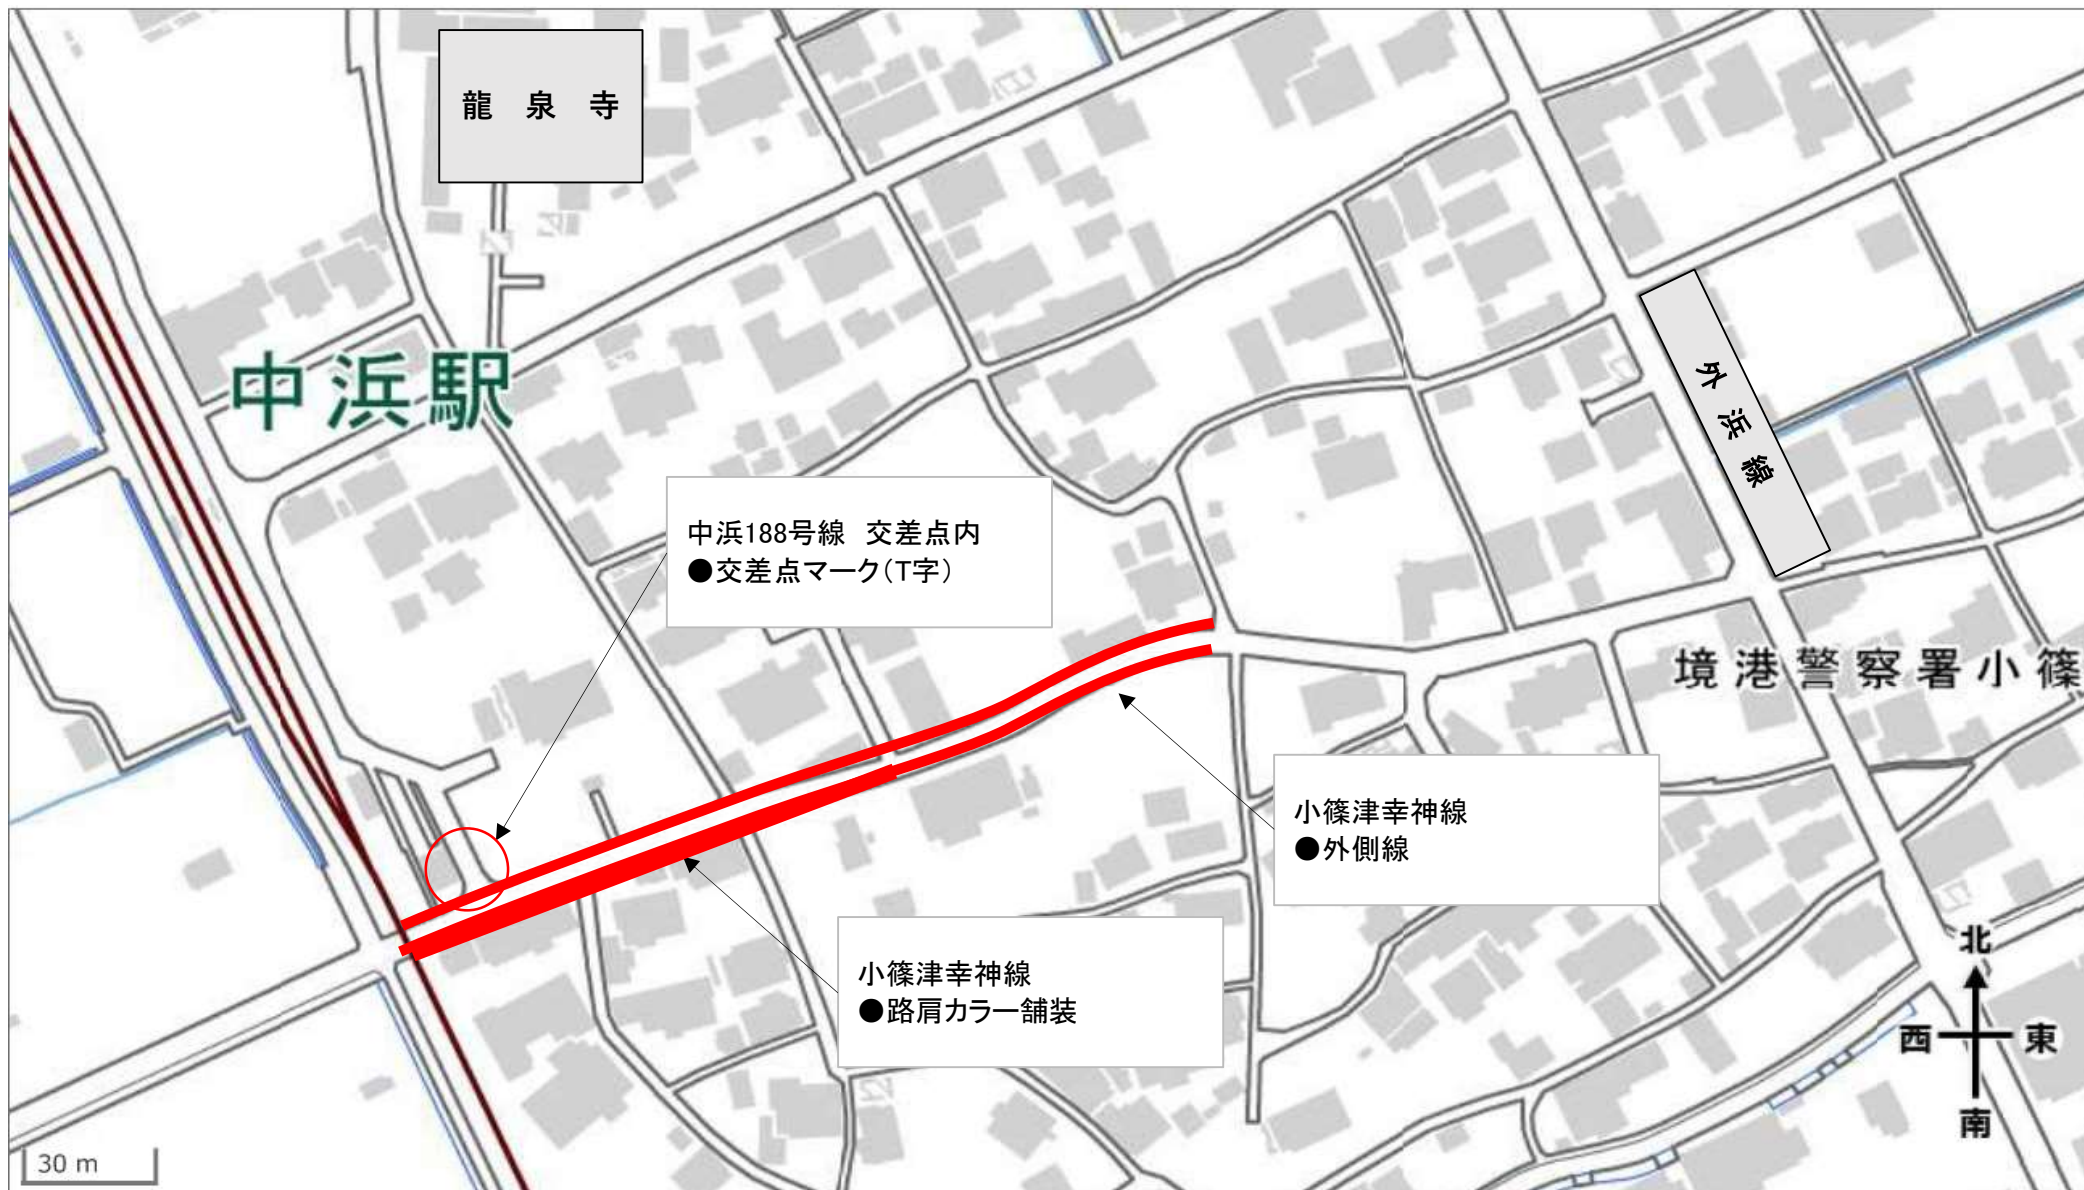 龍 泉 寺
中浜駅
外浜線
中浜188号線 交差点内
●交差点マーク(T字)
境港警察署小篠
小篠津幸神線
●外側線
小篠津幸神線
●路肩カラー舗装
北
西 東
南
30 m